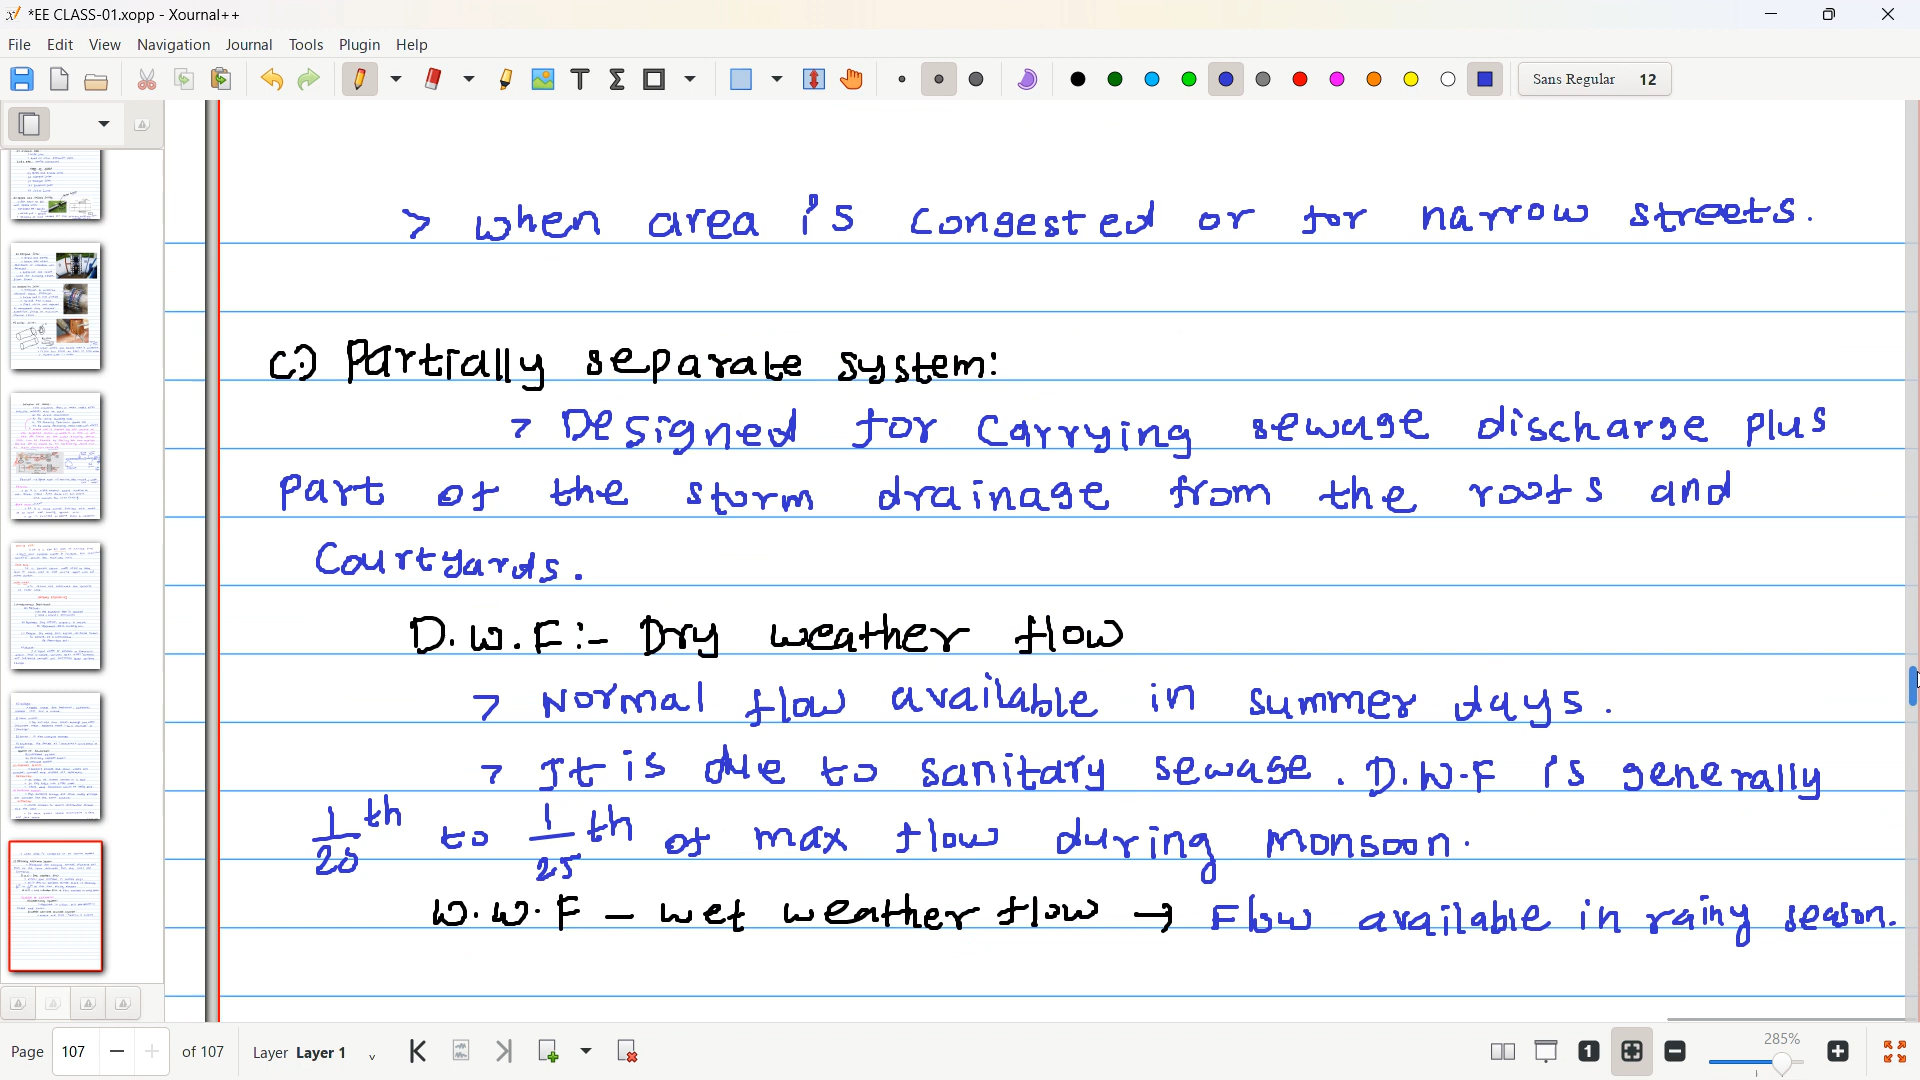 *EE CLASS-01.xopp - Xournal++
File Edit View Navigation Journal Tools Plugin Help
Sans Regular 12
> when area is congested or for narrow streets.
c.) Partially separate system:
> Designed for carrying sewage discharge plus
part of the storm drainage from the roofs and
courtyards.
D.W.F:- Dry weather flow
> Normal flow available in summer days.
> It is due to sanitary sewage. D.W.F is generally
1/20 th to 1/25 th of max flow during monsoon.
W.W.F - wet weather flow → Flow available in rainy season.
Page 107 of 107 Layer Layer 1 285%